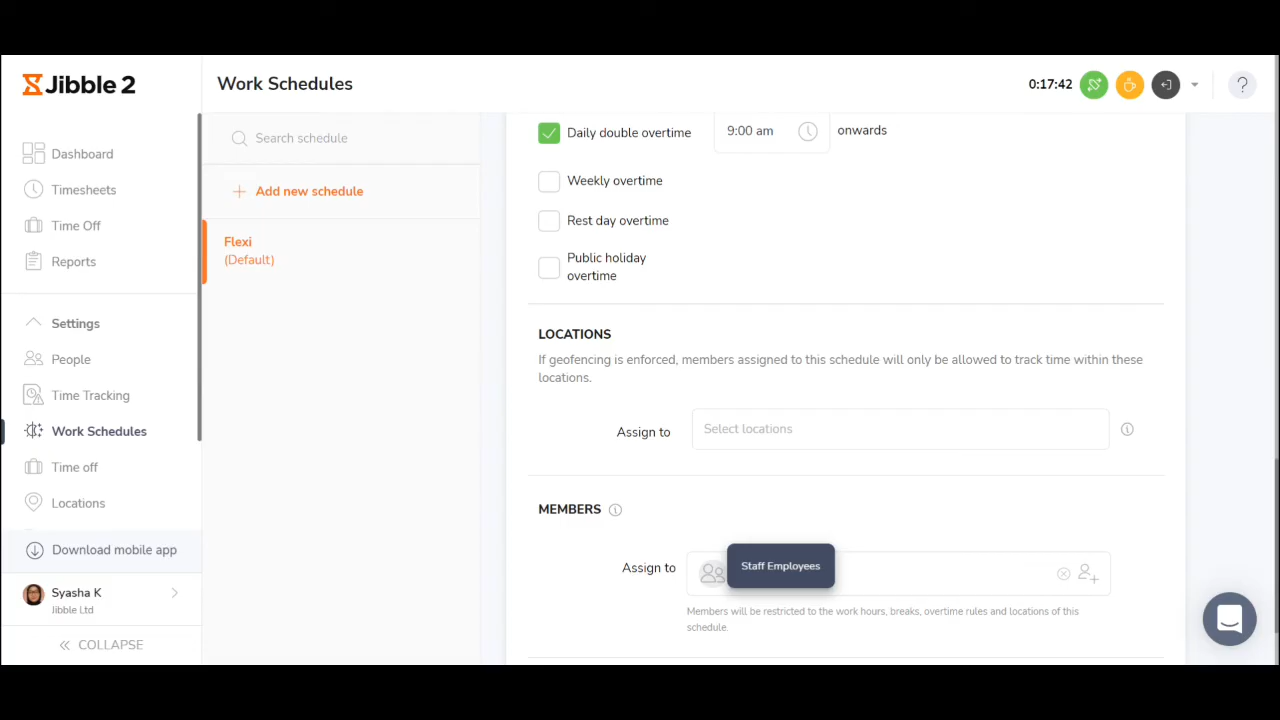 Jibble 2
Work Schedules
0:17:42
?
Dashboard
Timesheets
Time Off
Reports
Settings
People
Time Tracking
Work Schedules
Time off
Locations
Download mobile app
Syasha K
Jibble Ltd
COLLAPSE
Search schedule
Add new schedule
Flexi
(Default)
Daily double overtime
9:00 am
onwards
Weekly overtime
Rest day overtime
Public holiday
overtime
LOCATIONS
If geofencing is enforced, members assigned to this schedule will only be allowed to track time within these
locations.
Assign to
Select locations
MEMBERS
Assign to
Staff Employees
Members will be restricted to the work hours, breaks, overtime rules and locations of this
schedule.